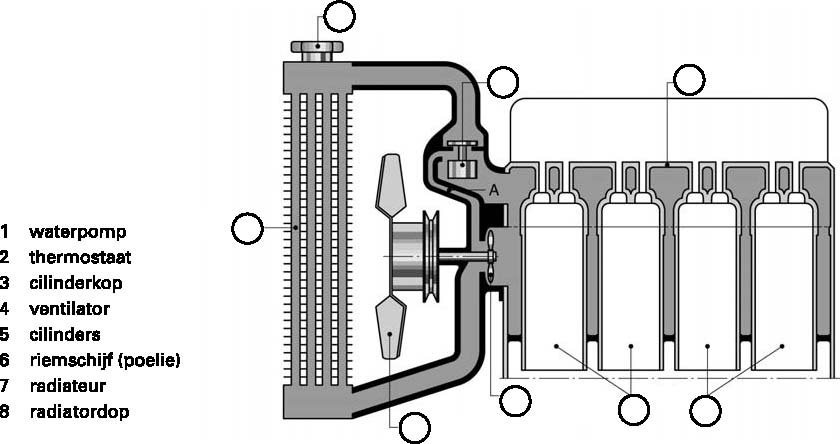 A
1 waterpomp
2 thermostaat
3 cilinderkop
4 ventilator
5 cilinders
6 riemschijf (poelie)
7 radiateur
8 radiatordop